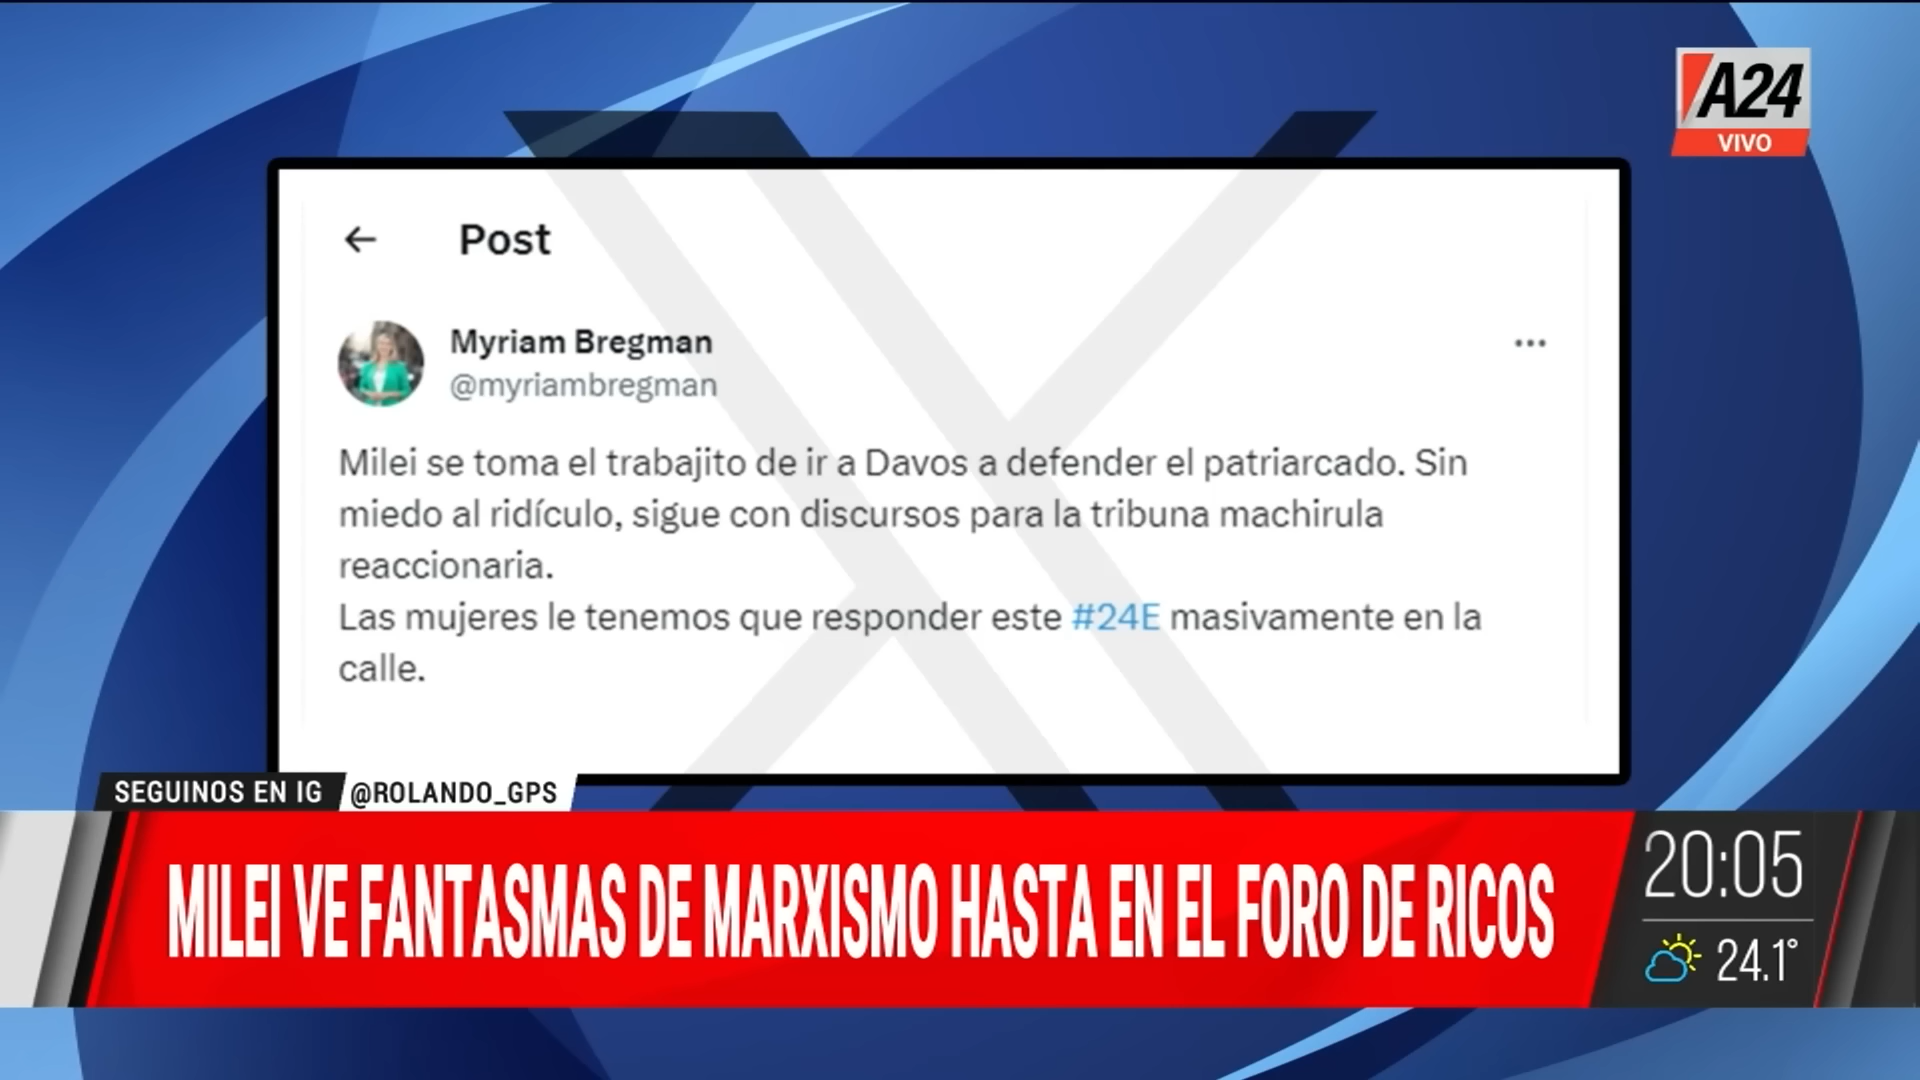 A24
VIVO
Post
Myriam Bregman
@myriambregman
Milei se toma el trabajito de ir a Davos a defender el patriarcado. Sin
miedo al ridículo, sigue con discursos para la tribuna machirula
reaccionaria.
Las mujeres le tenemos que responder este #24E masivamente en la
calle.
SEGUINOS EN IG @ROLANDO_GPS
MILEI VE FANTASMAS DE MARXISMO HASTA EN EL FORO DE RICOS
20:05
24.1°